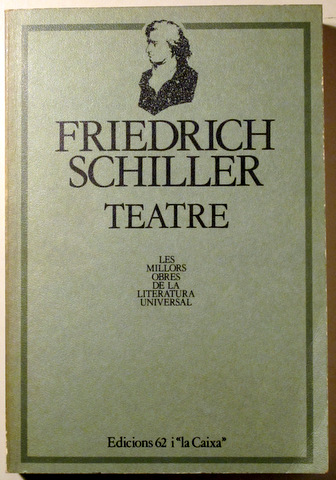 FRIEDRICH
SCHILLER
TEATRE
LES
MILLORS
OBRES
DE LA
LITERATURA
UNIVERSAL
Edicions 62 i "la Caixa"